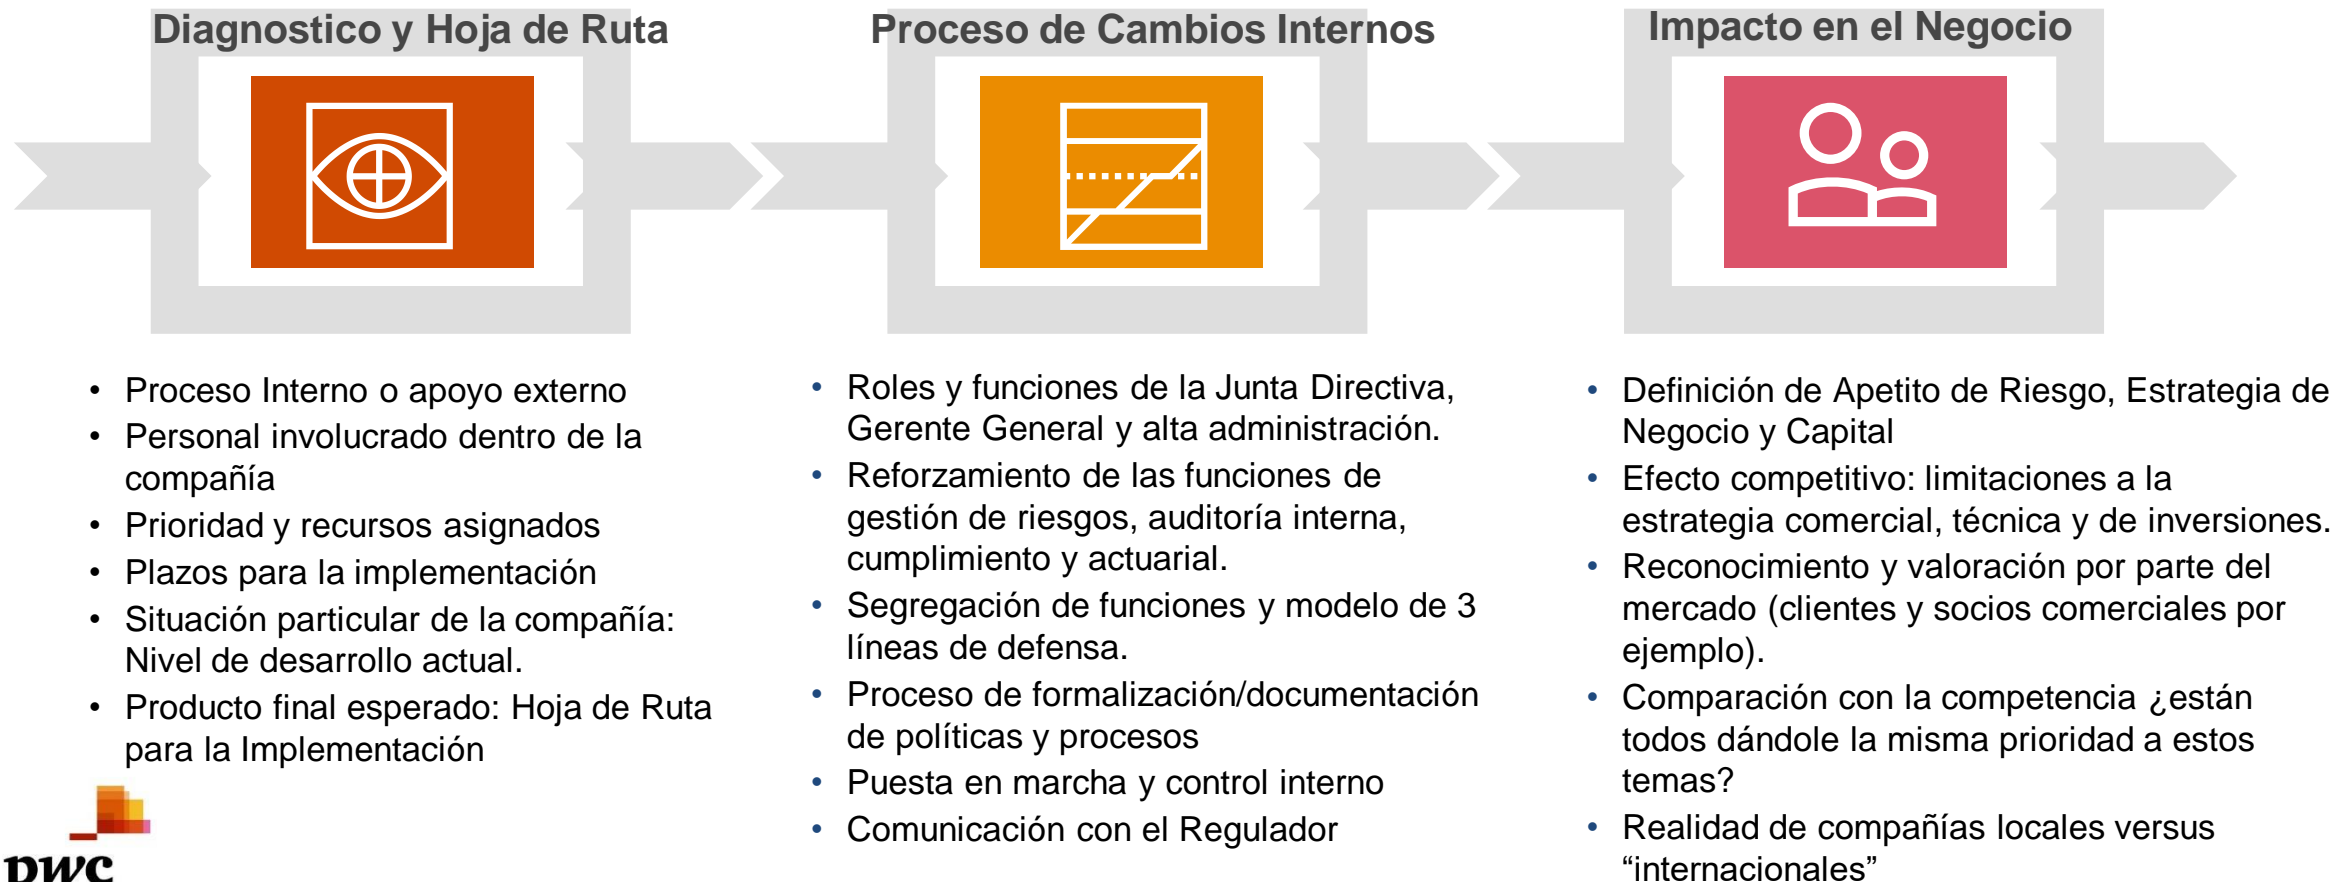 Diagnostico y Hoja de Ruta
• Proceso Interno o apoyo externo
• Personal involucrado dentro de la
compañía
• Prioridad y recursos asignados
• Plazos para la implementación
• Situación particular de la compañía:
Nivel de desarrollo actual.
• Producto final esperado: Hoja de Ruta
para la Implementación
Proceso de Cambios Internos
• Roles y funciones de la Junta Directiva,
Gerente General y alta administración.
• Reforzamiento de las funciones de
gestión de riesgos, auditoría interna,
cumplimiento y actuarial.
• Segregación de funciones y modelo de 3
líneas de defensa.
• Proceso de formalización/documentación
de políticas y procesos
• Puesta en marcha y control interno
• Comunicación con el Regulador
Impacto en el Negocio
• Definición de Apetito de Riesgo, Estrategia de
Negocio y Capital
• Efecto competitivo: limitaciones a la
estrategia comercial, técnica y de inversiones.
• Reconocimiento y valoración por parte del
mercado (clientes y socios comerciales por
ejemplo).
• Comparación con la competencia ¿están
todos dándole la misma prioridad a estos
temas?
• Realidad de compañías locales versus
“internacionales”
pwc